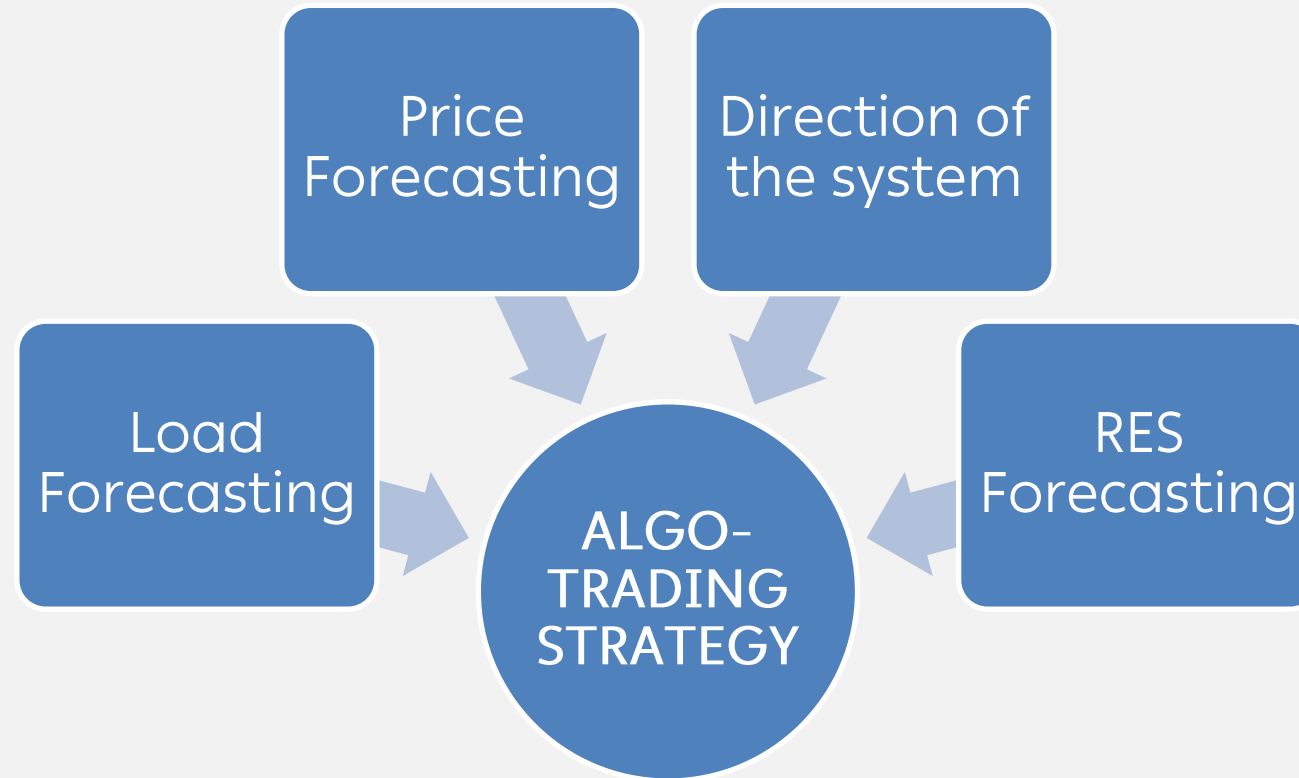 Price
Forecasting
Direction of
the system
Load
Forecasting
RES
Forecasting
ALGO-
TRADING
STRATEGY